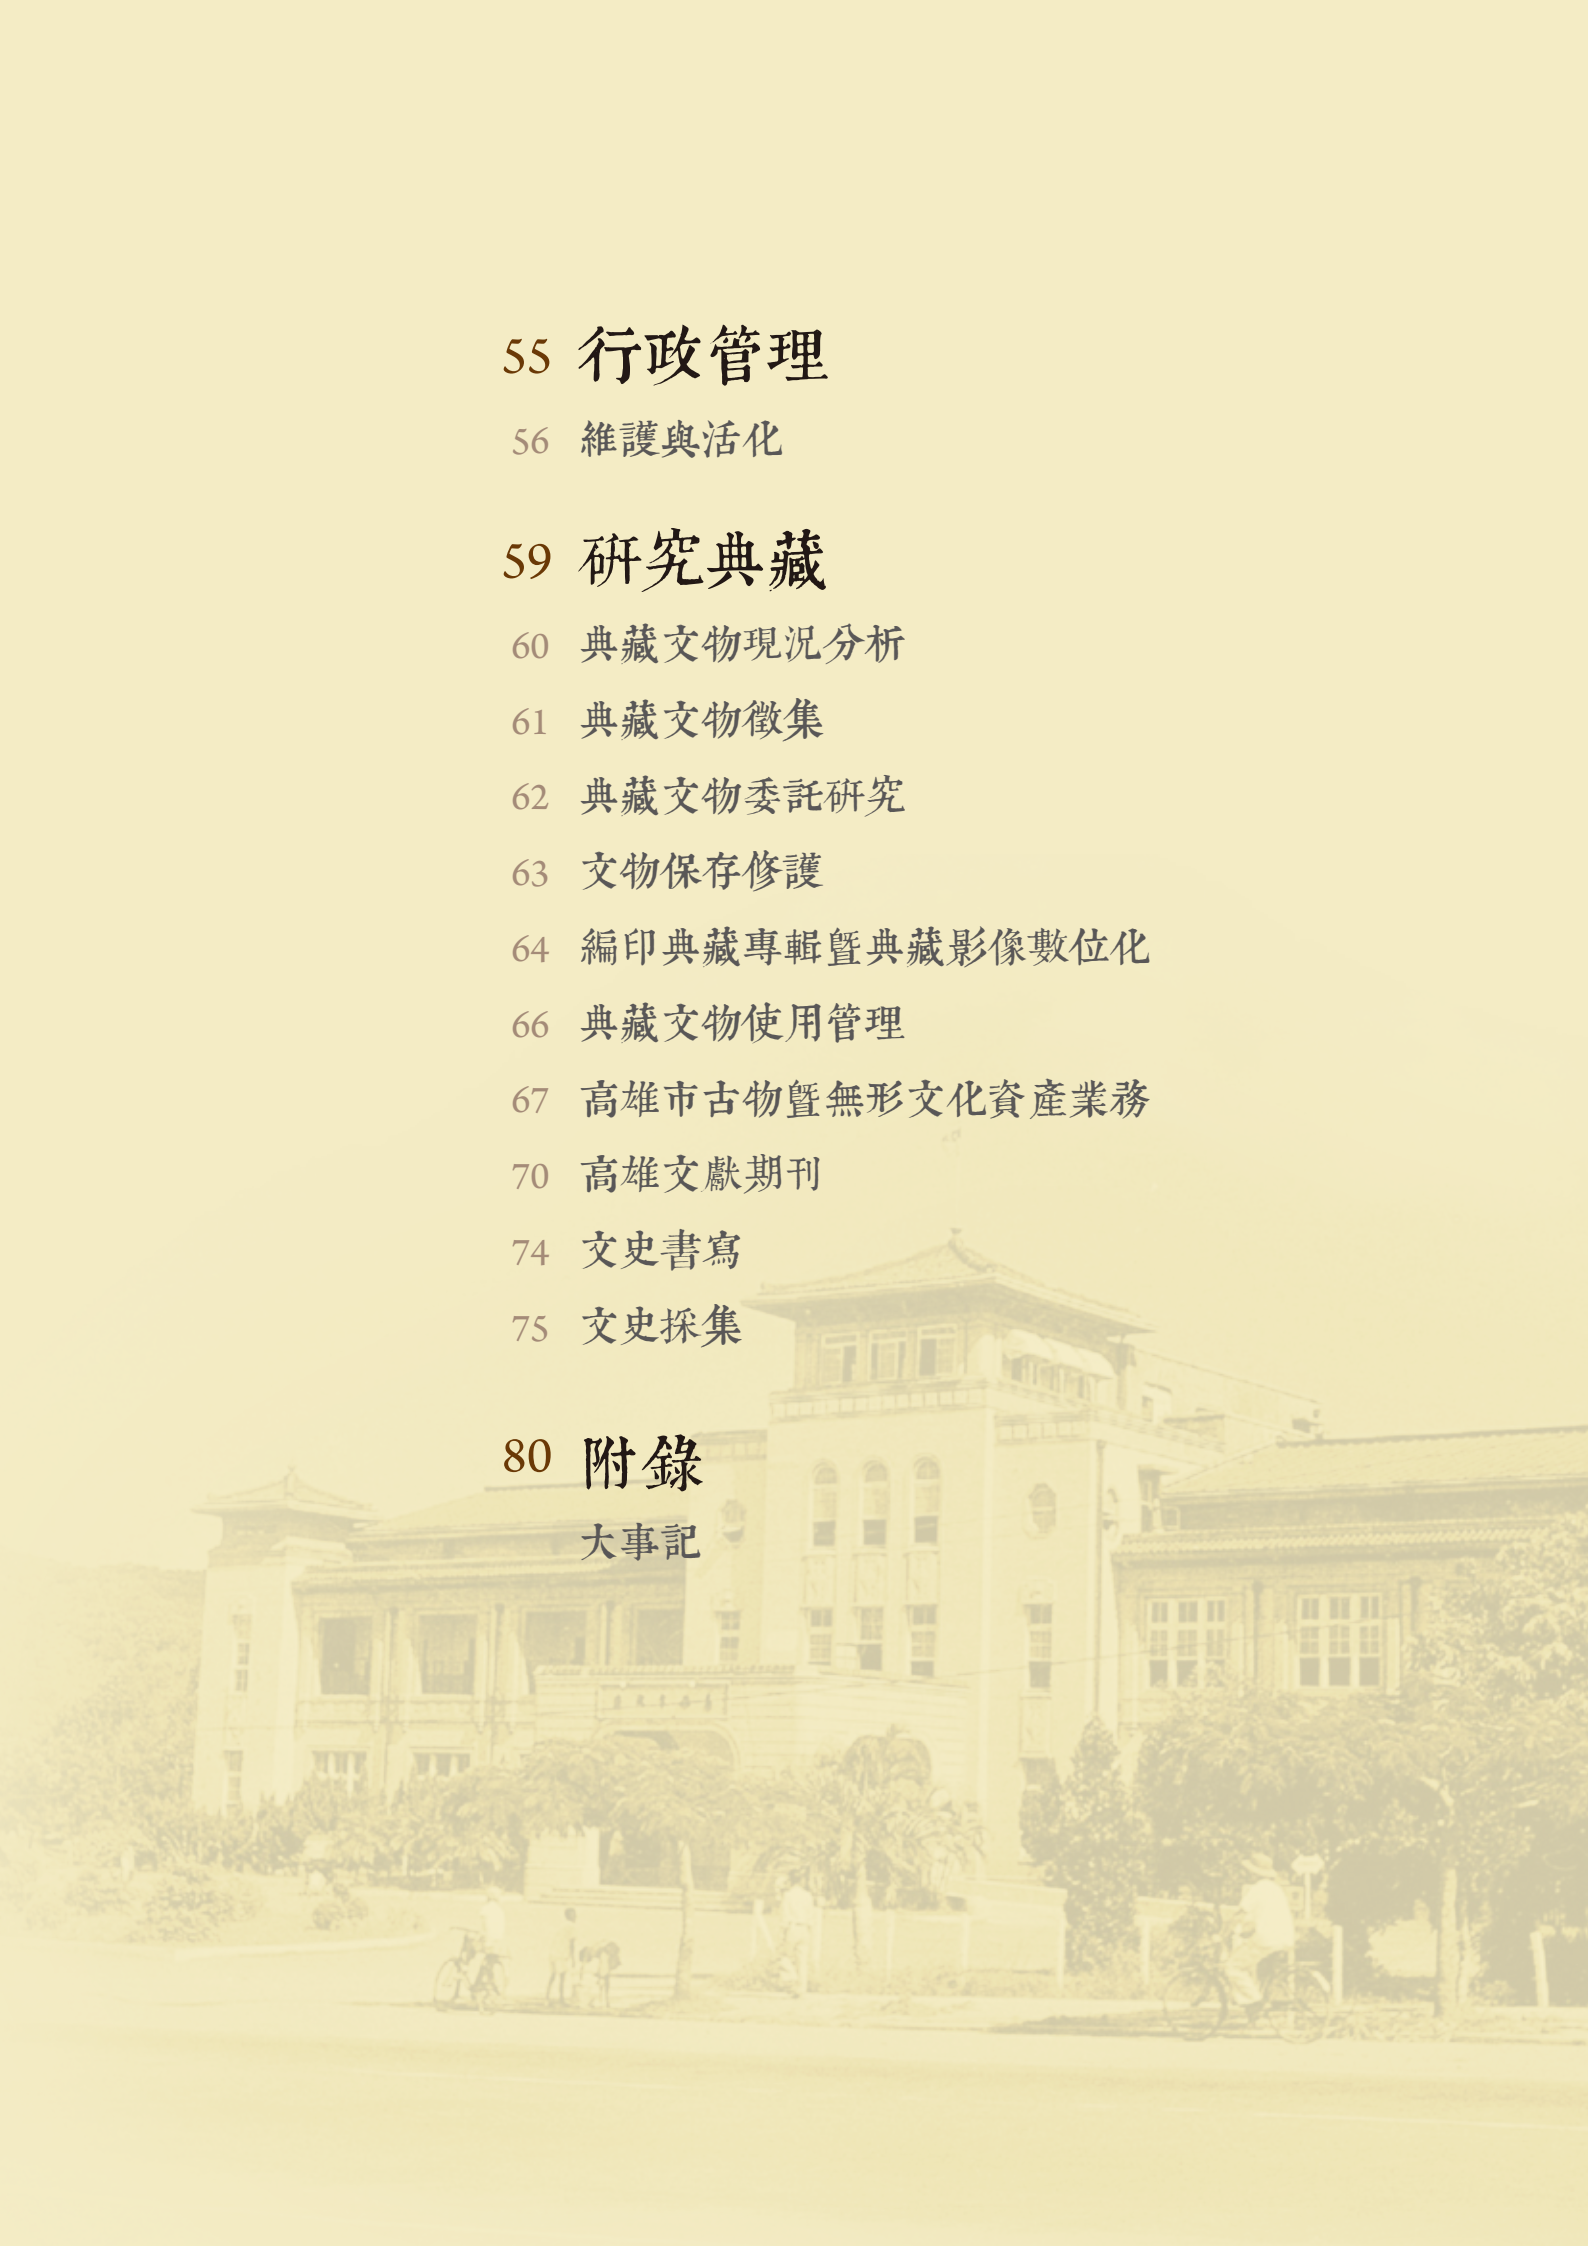 55 行政管理
56 維護與活化
59 研究典藏
60 典藏文物現況分析
61 典藏文物徵集
62 典藏文物委託研究
63 文物保存修護
64 編印典藏專輯暨典藏影像數位化
66 典藏文物使用管理
67 高雄市古物暨無形文化資產業務
70 高雄文獻期刊
74 文史書寫
75 文史採集
80 附錄
大事記